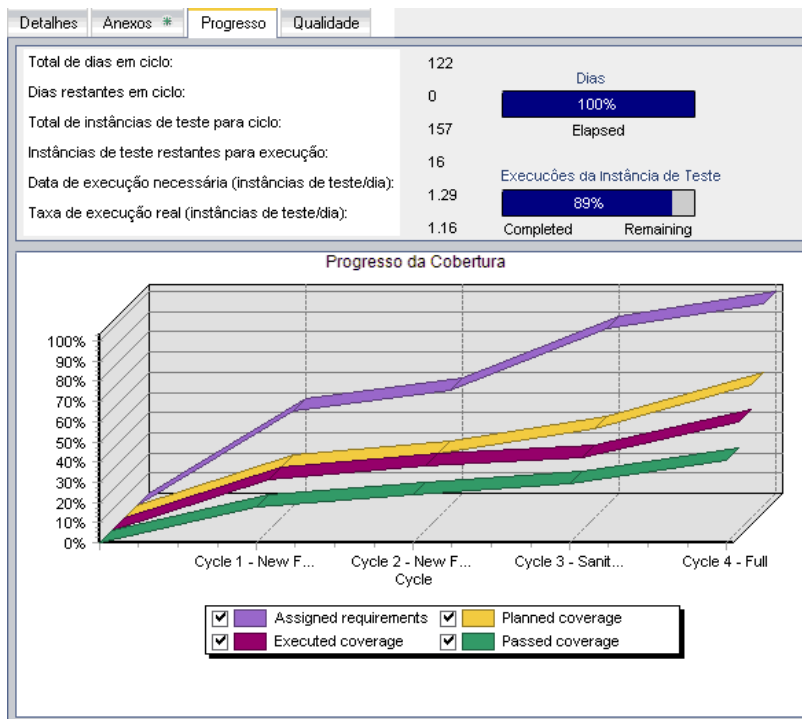 Detalhes Anexos * Progresso Qualidade
Total de dias em ciclo: 122
Dias restantes em ciclo: 0
Total de instâncias de teste para ciclo: 157
Instâncias de teste restantes para execução: 16
Data de execução necessária (instâncias de teste/dia): 1.29
Taxa de execução real (instâncias de teste/dia): 1.16
Dias
100%
Elapsed
Execucôes da Instância de Teste
89%
Completed Remaining
Progresso da Cobertura
100%
90%
80%
70%
60%
50%
40%
30%
20%
10%
0%
Cycle 1 - New F... Cycle 2 - New F... Cycle 3 - Sanit... Cycle 4 - Full
Cycle
Assigned requirements Planned coverage
Executed coverage Passed coverage